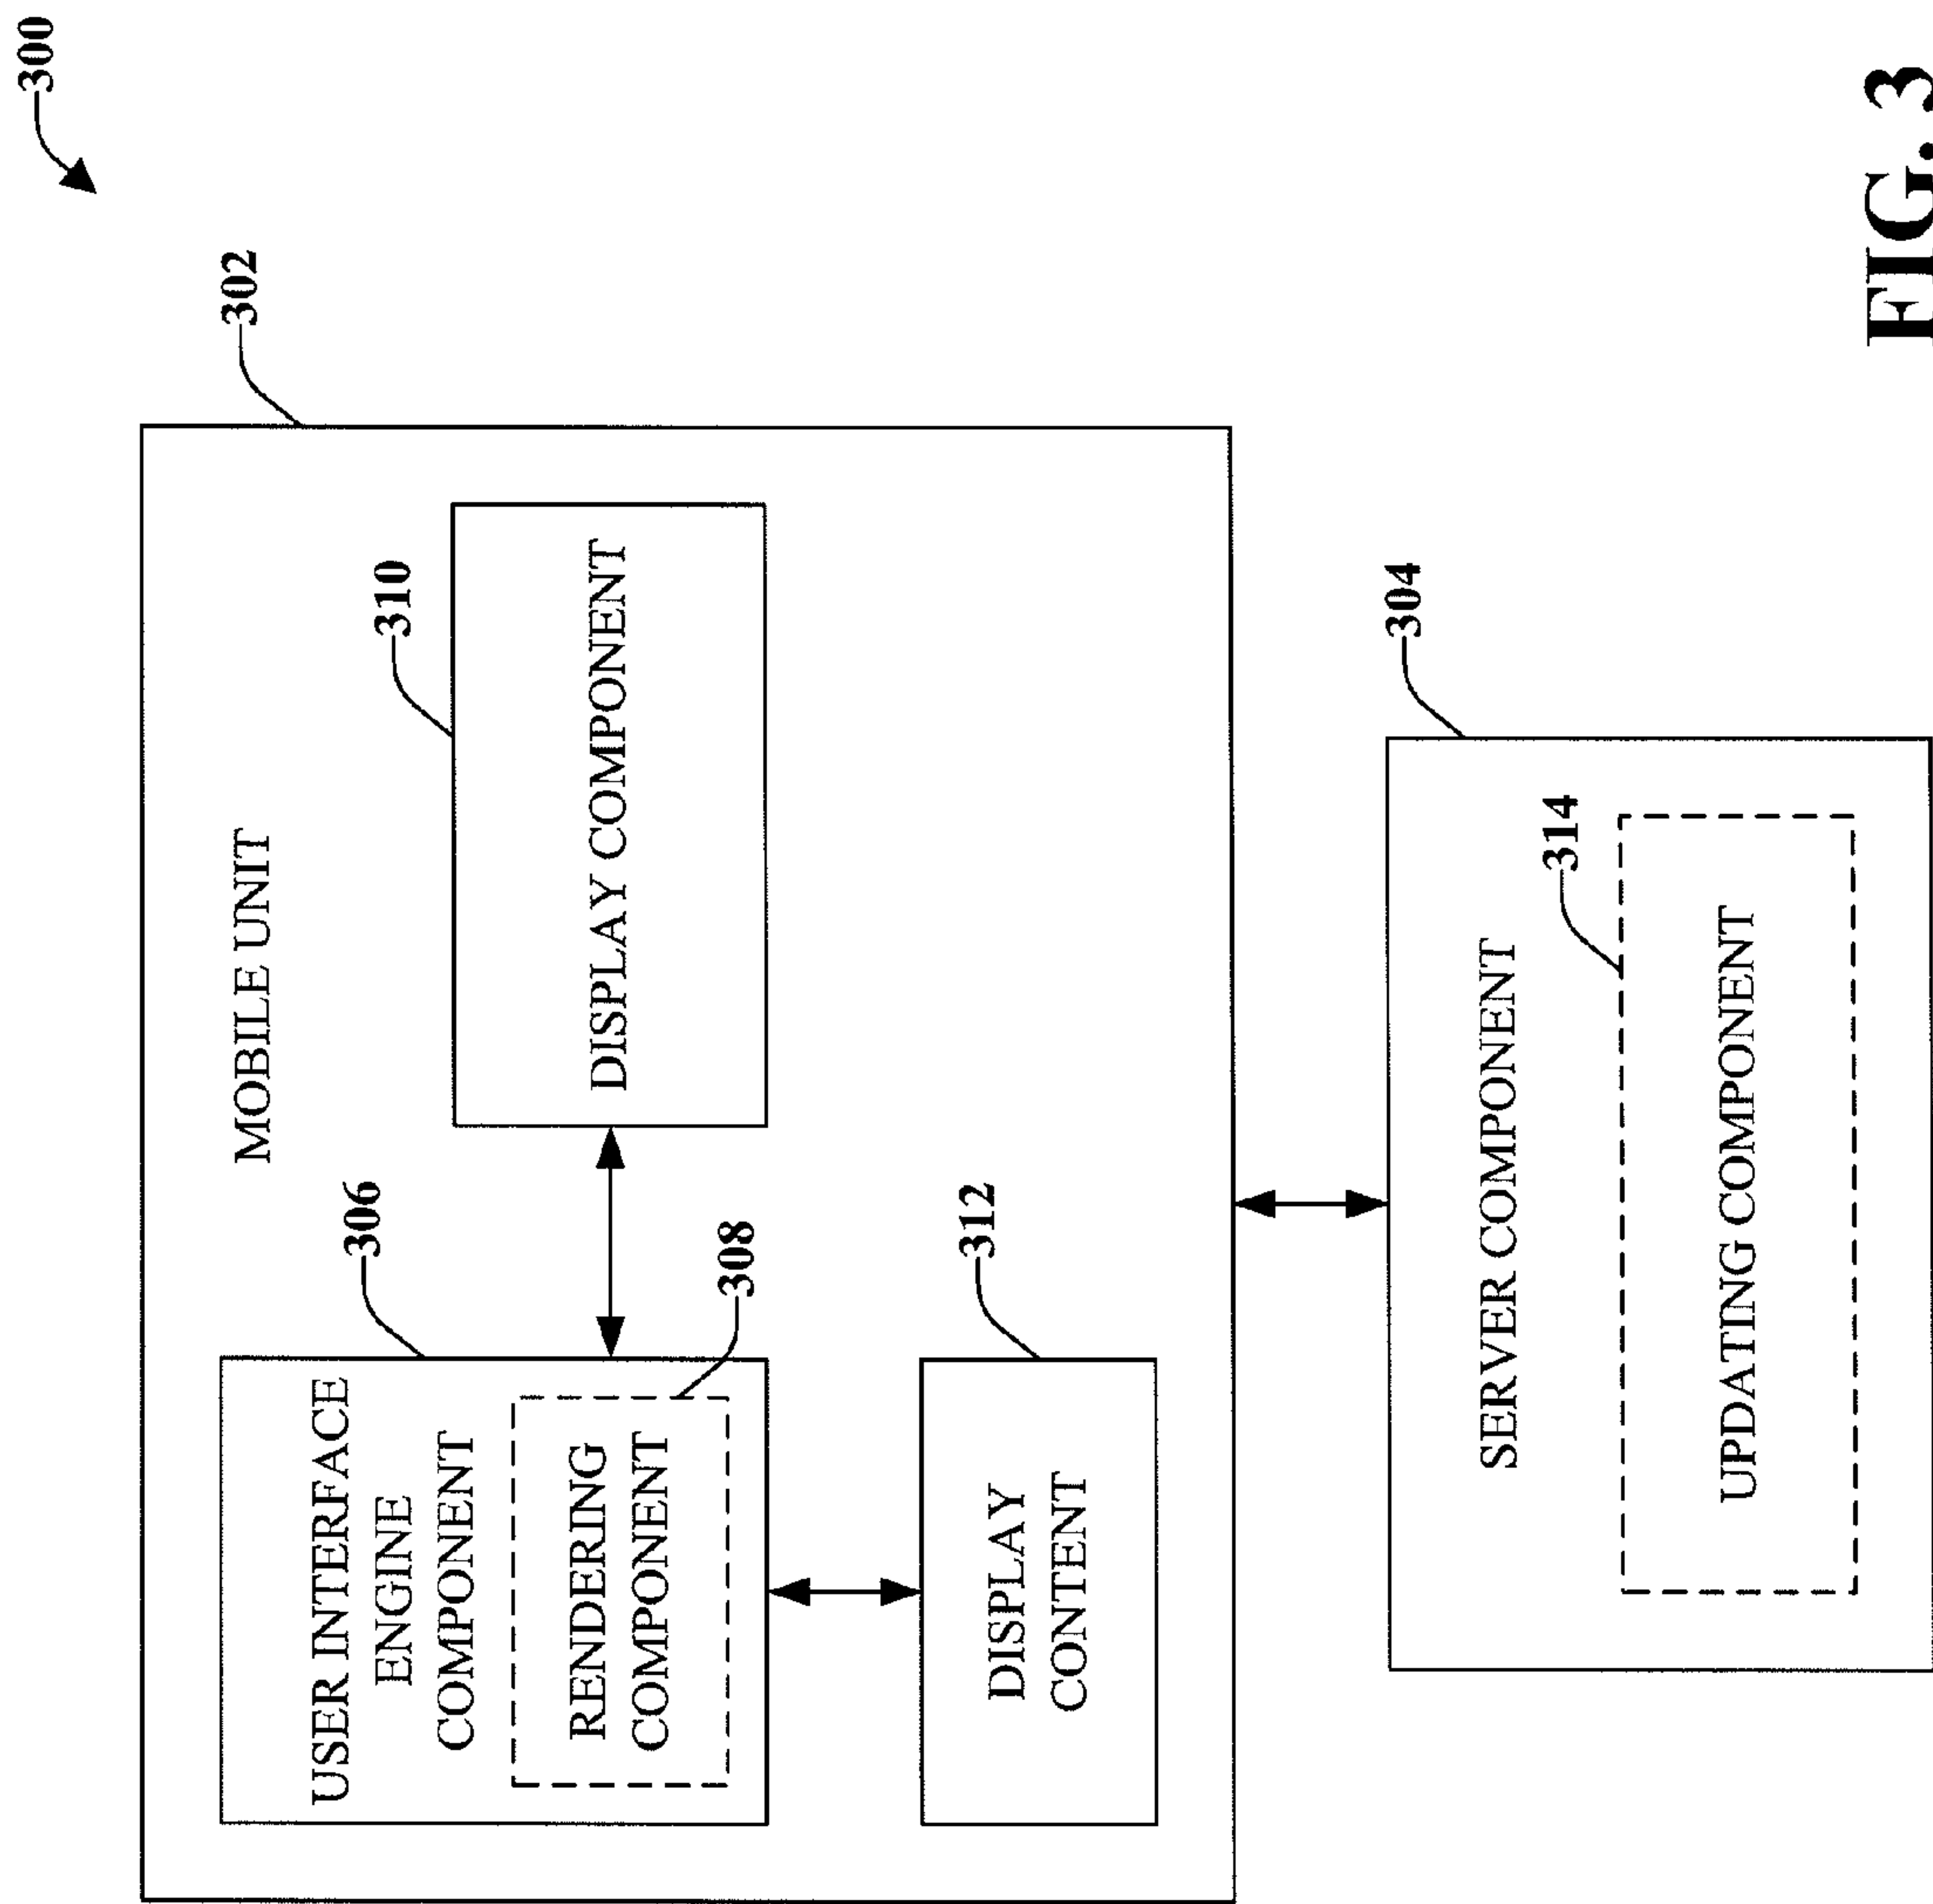 300
302
MOBILE UNIT
306
USER INTERFACE
ENGINE
COMPONENT
308
RENDERING
COMPONENT
310
DISPLAY COMPONENT
312
DISPLAY
CONTENT
304
SERVER COMPONENT
314
UPDATING COMPONENT
FIG. 3